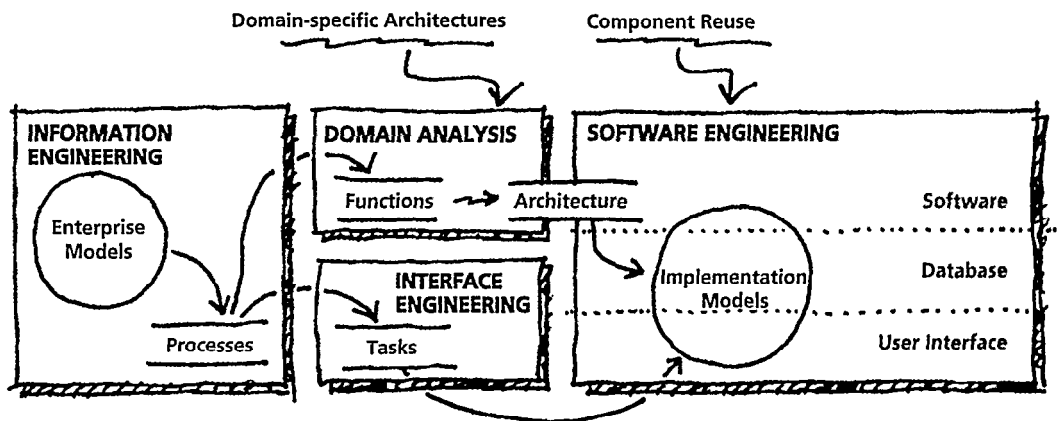 Domain-specific Architectures
Component Reuse
INFORMATION
ENGINEERING
Enterprise
Models
Processes
DOMAIN ANALYSIS
Functions
Architecture
INTERFACE
ENGINEERING
Tasks
SOFTWARE ENGINEERING
Implementation
Models
Software
Database
User Interface